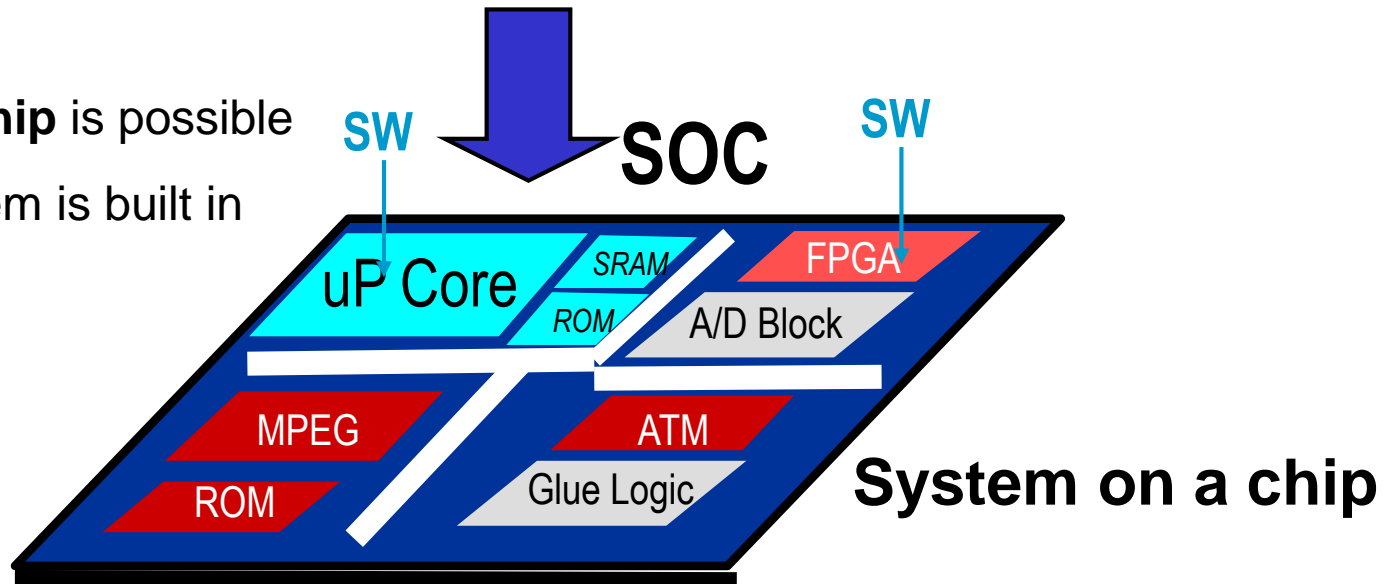 hip is possible
em is built in
SW
SOC
SW
uP Core
SRAM
ROM
FPGA
A/D Block
MPEG
ROM
ATM
Glue Logic
System on a chip